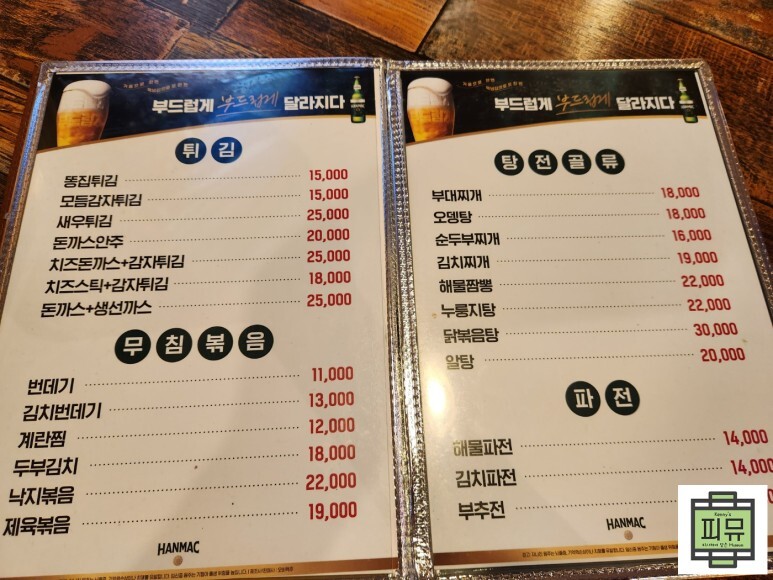 부드럽게 부드럽게 달라지다
튀김
똥집튀김 15,000
모듬감자튀김 15,000
새우튀김 25,000
돈까스안주 20,000
치즈돈까스+감자튀김 25,000
치즈스틱+감자튀김 18,000
돈까스+생선까스 25,000
무침볶음
번데기 11,000
김치번데기 13,000
계란찜 12,000
두부김치 18,000
낙지볶음 22,000
제육볶음 19,000
HANMAC
부드럽게 부드럽게 달라지다
탕전골류
부대찌개 18,000
오뎅탕 18,000
순두부찌개 16,000
김치찌개 19,000
해물짬뽕 22,000
누룽지탕 22,000
닭볶음탕 30,000
알탕 20,000
파전
해물파전 14,000
김치파전 14,000
부추전
HANMAC
Kenny's
피뮤